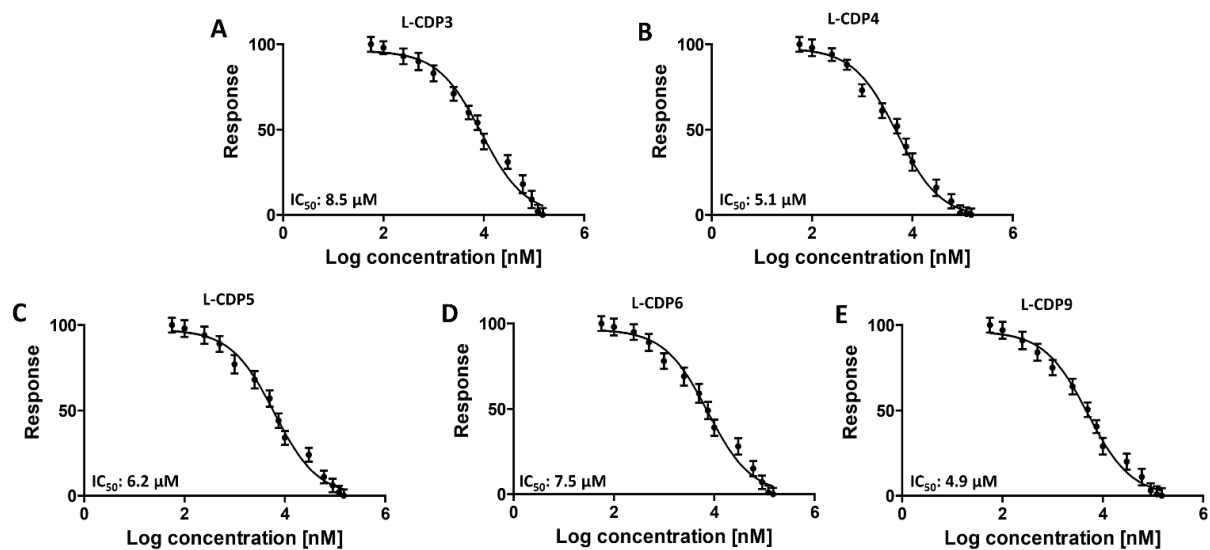 A
L-CDP3
Response
100
50
0
IC₅₀: 8.5 µM
0 2 4 6
Log concentration [nM]
B
L-CDP4
Response
100
50
0
IC₅₀: 5.1 µM
0 2 4 6
Log concentration [nM]
C
L-CDP5
Response
100
50
0
IC₅₀: 6.2 µM
0 2 4 6
Log concentration [nM]
D
L-CDP6
Response
100
50
0
IC₅₀: 7.5 µM
0 2 4 6
Log concentration [nM]
E
L-CDP9
Response
100
50
0
IC₅₀: 4.9 µM
0 2 4 6
Log concentration [nM]